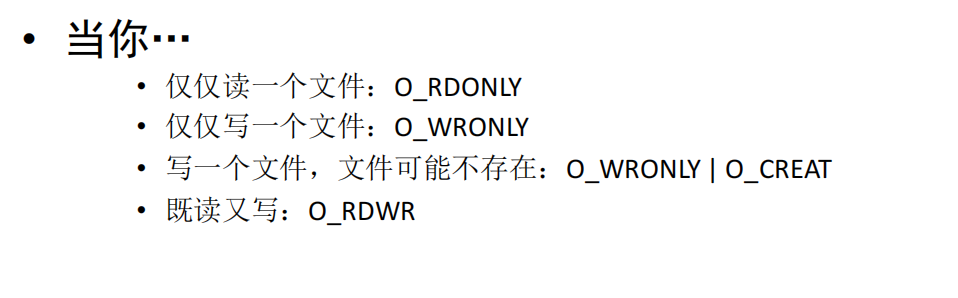 • 当你…
• 仅仅读一个文件：O_RDONLY
• 仅仅写一个文件：O_WRONLY
• 写一个文件，文件可能不存在：O_WRONLY | O_CREAT
• 既读又写：O_RDWR